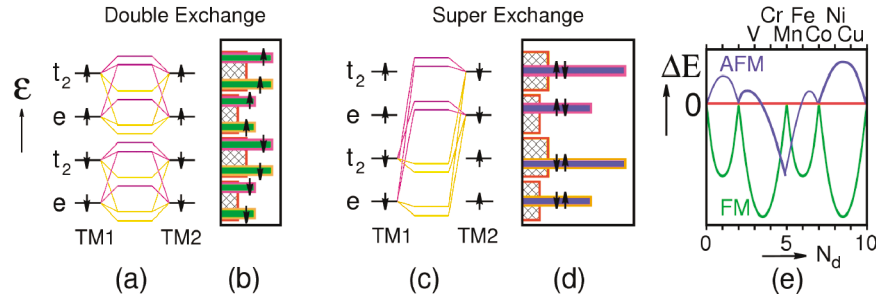 Double Exchange
Super Exchange
Cr Fe Ni
V Mn Co Cu
t2
e
t2
e
ε
TM1 TM2
t2
e
t2
e
TM1 TM2
ΔE
0
AFM
FM
0 5 10
Nd
(a) (b) (c) (d) (e)